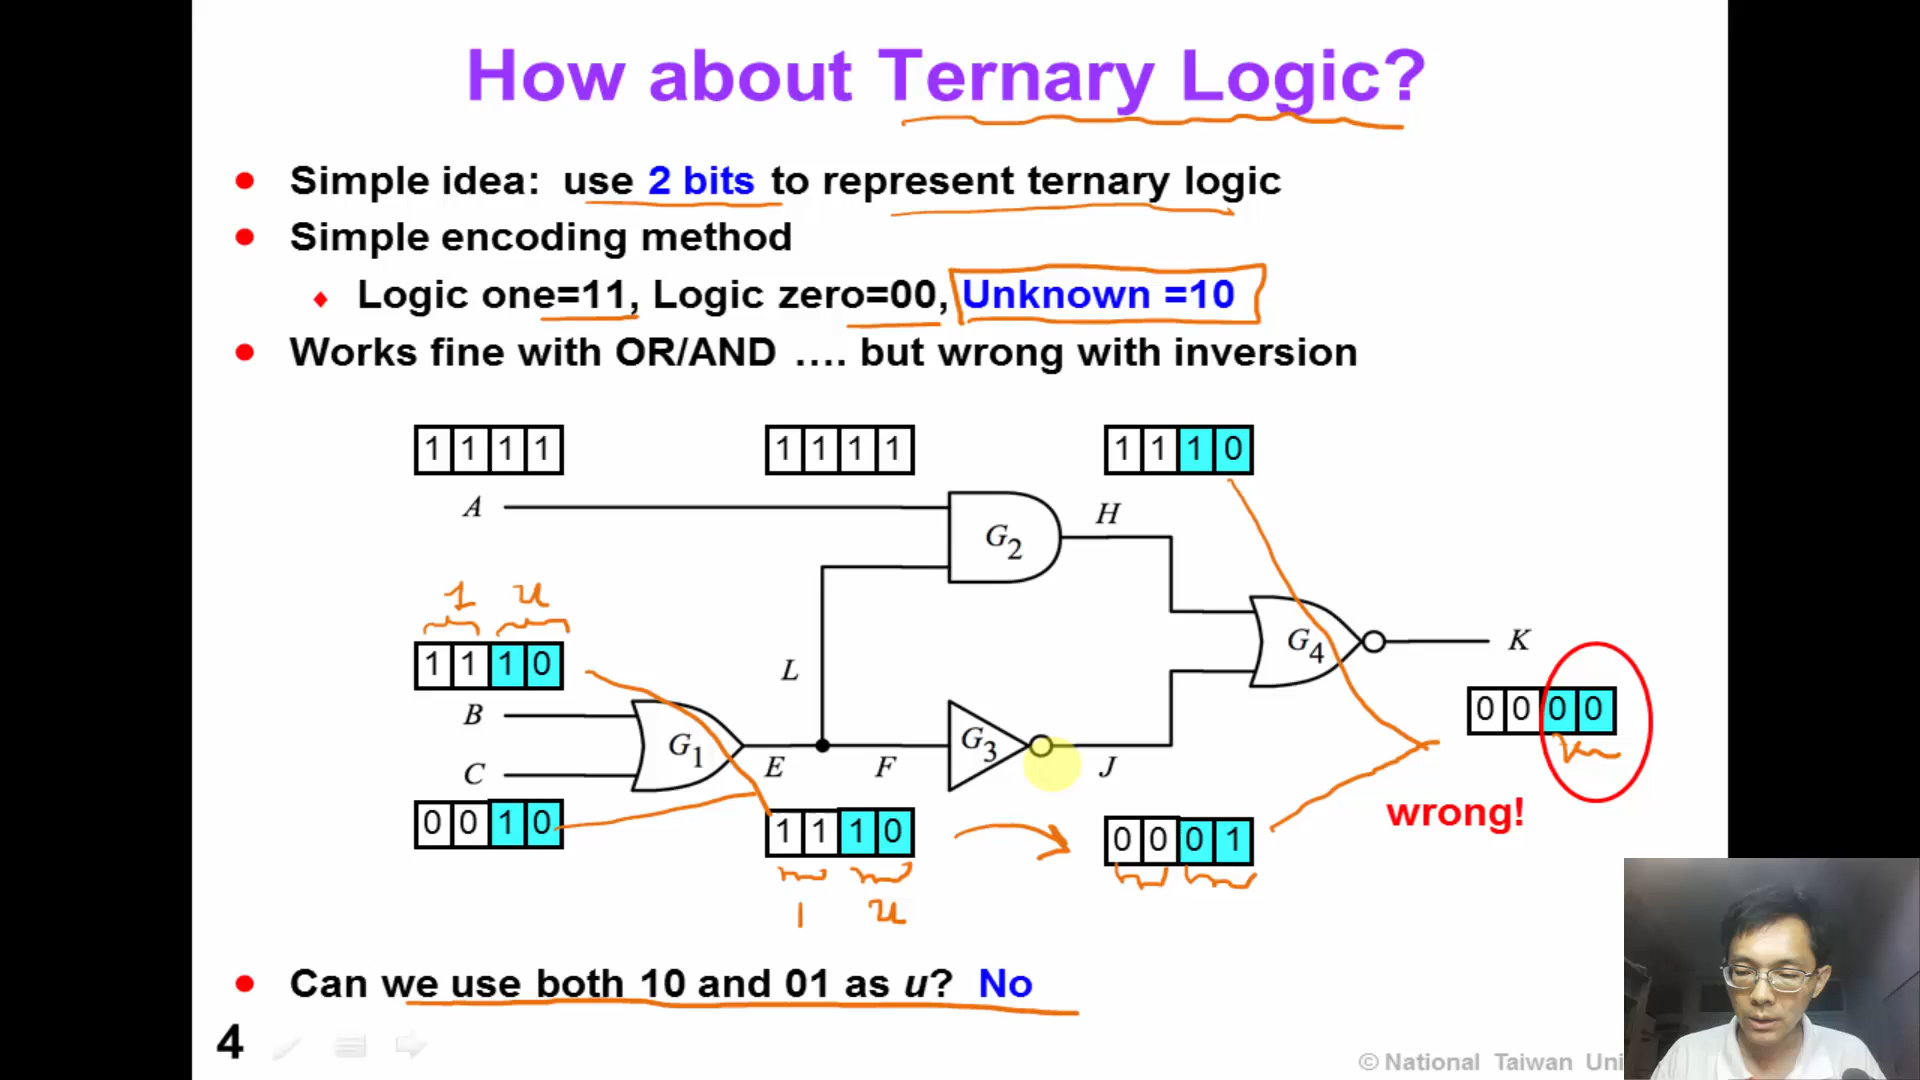 How about Ternary Logic?
• Simple idea: use 2 bits to represent ternary logic
• Simple encoding method
♦ Logic one=11, Logic zero=00, Unknown =10
• Works fine with OR/AND …. but wrong with inversion
1 1 1 1
1 1 1 1
1 1 1 0
A
G2
H
1 u
1 1 1 0
G4
K
L
0 0 0 0
B
G1
G3
C
E
F
J
wrong!
0 0 1 0
1 1 1 0
0 0 0 1
1 u
• Can we use both 10 and 01 as u? No
4
© National Taiwan Uni